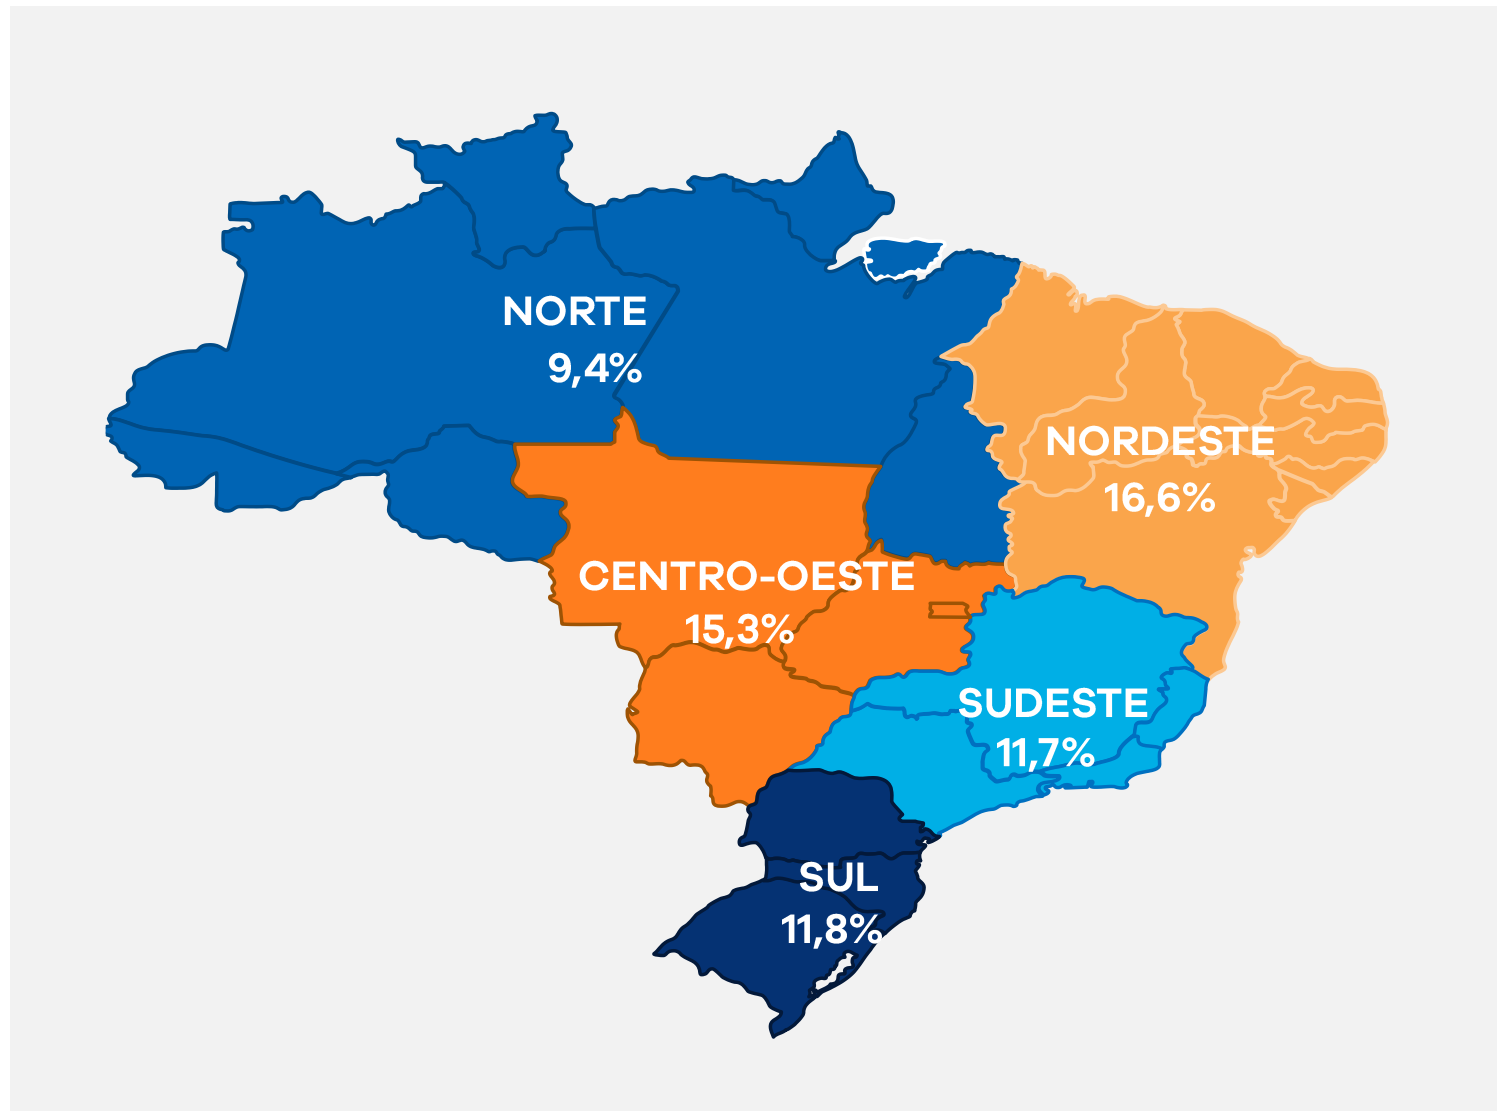 NORTE
9,4%
NORDESTE
16,6%
CENTRO-OESTE
15,3%
SUDESTE
11,7%
SUL
11,8%